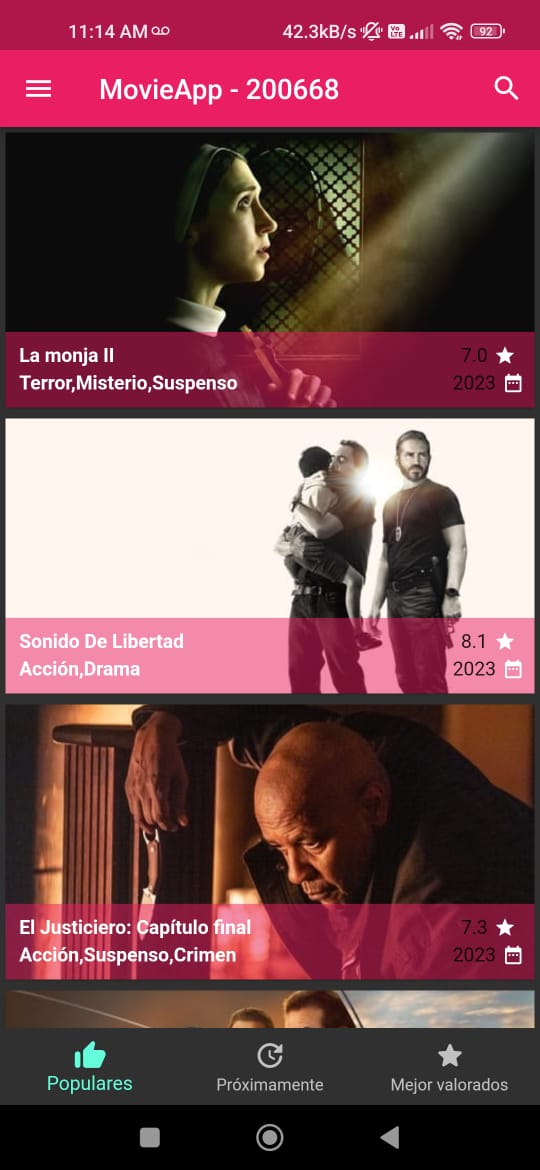 11:14 AM
42.3kB/s Vo LTE 92
MovieApp - 200668
La monja II
7.0
Terror,Misterio,Suspenso
2023
Sonido De Libertad
8.1
Acción,Drama
2023
El Justiciero: Capítulo final
7.3
Acción,Suspenso,Crimen
2023
Populares
Próximamente
Mejor valorados